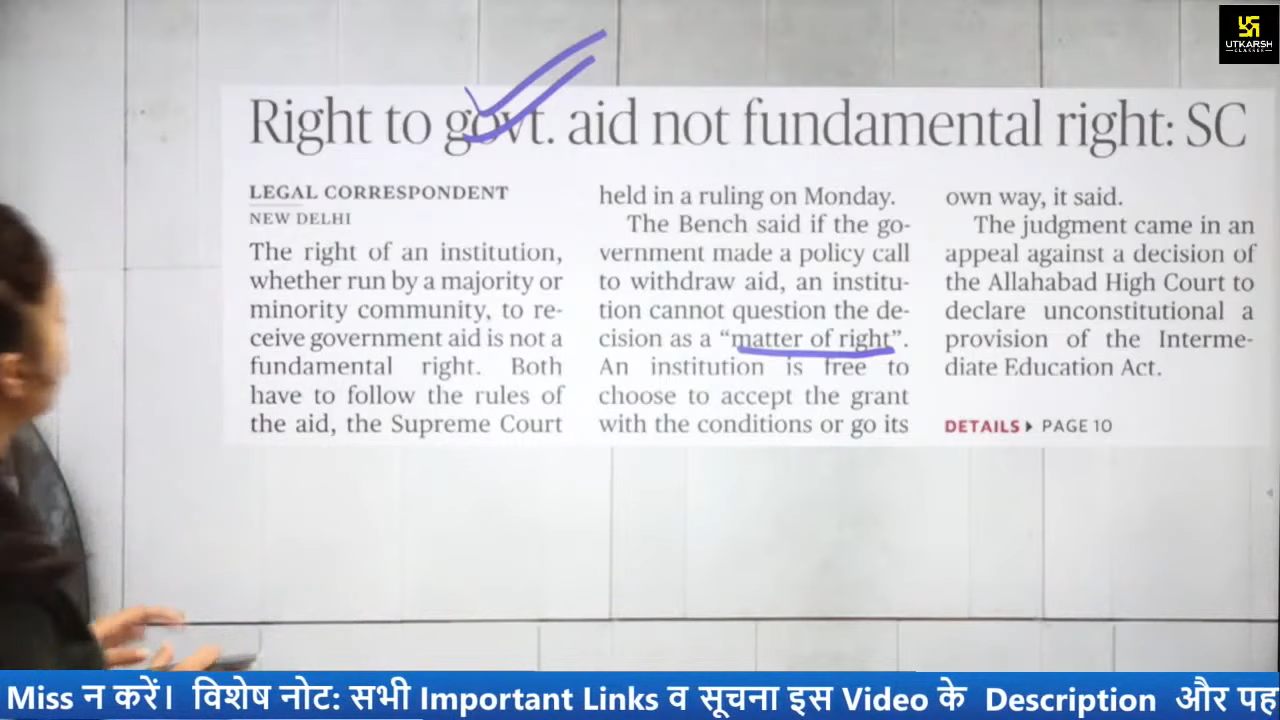 UTKARSH
CLASSES
Right to govt. aid not fundamental right: SC
LEGAL CORRESPONDENT
NEW DELHI
The right of an institution,
whether run by a majority or
minority community, to re-
ceive government aid is not a
fundamental right. Both
have to follow the rules of
the aid, the Supreme Court
held in a ruling on Monday.
The Bench said if the go-
vernment made a policy call
to withdraw aid, an institu-
tion cannot question the de-
cision as a “matter of right”.
An institution is free to
choose to accept the grant
with the conditions or go its
own way, it said.
The judgment came in an
appeal against a decision of
the Allahabad High Court to
declare unconstitutional a
provision of the Interme-
diate Education Act.
DETAILS PAGE 10
Miss न करें। विशेष नोट: सभी Important Links व सूचना इस Video के Description और पह